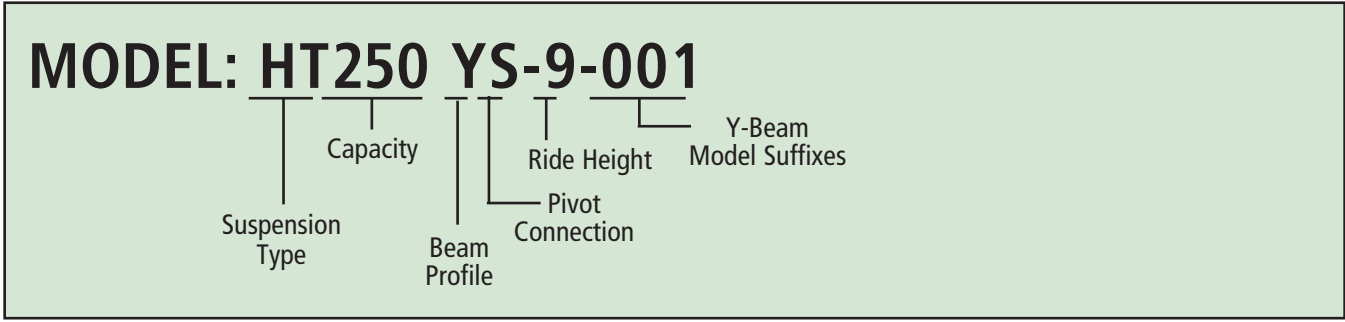 MODEL: HT250 YS-9-001
Capacity
Ride Height
Y-Beam
Model Suffixes
Suspension
Type
Beam
Profile
Pivot
Connection